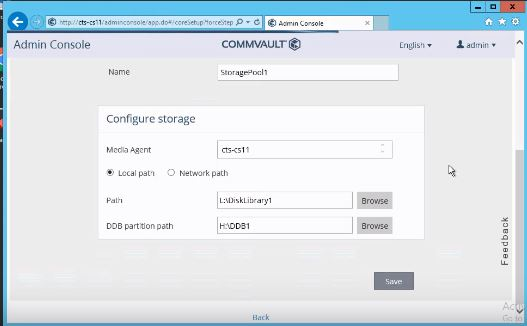 http://cts-cs11/adminconsole/app.do#/coreSetup?forceStep
Admin Console
Admin Console
COMMVAULT
English
admin
Name
StoragePool1
Configure storage
Media Agent
cts-cs11
Local path
Network path
Path
L:\DiskLibrary1
Browse
DDB partition path
H:\DDB1
Browse
Feedback
Save
Back
Go to